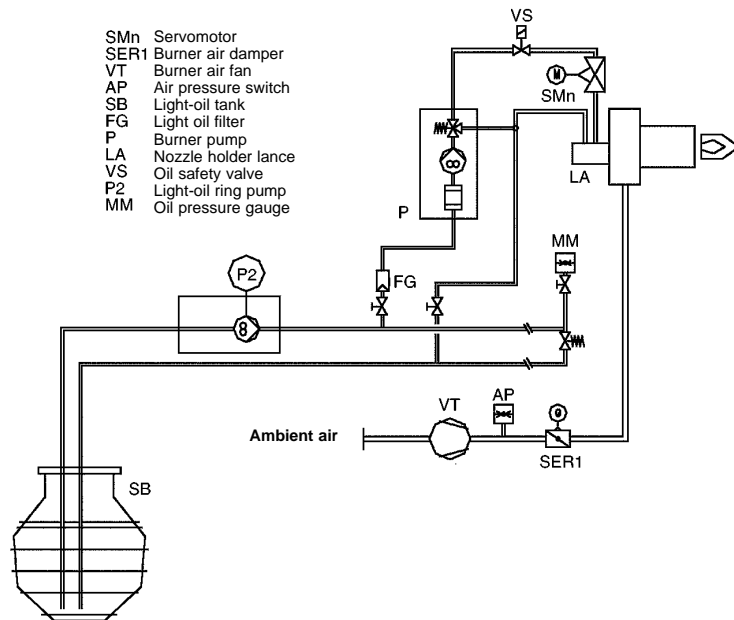 VS
SMn Servomotor
SER1 Burner air damper
VT Burner air fan
AP Air pressure switch
SB Light-oil tank
FG Light oil filter
P Burner pump
LA Nozzle holder lance
VS Oil safety valve
P2 Light-oil ring pump
MM Oil pressure gauge
M
SMn
LA
8
P
MM
P2
FG
8
VT
AP
Ambient air
SER1
SB